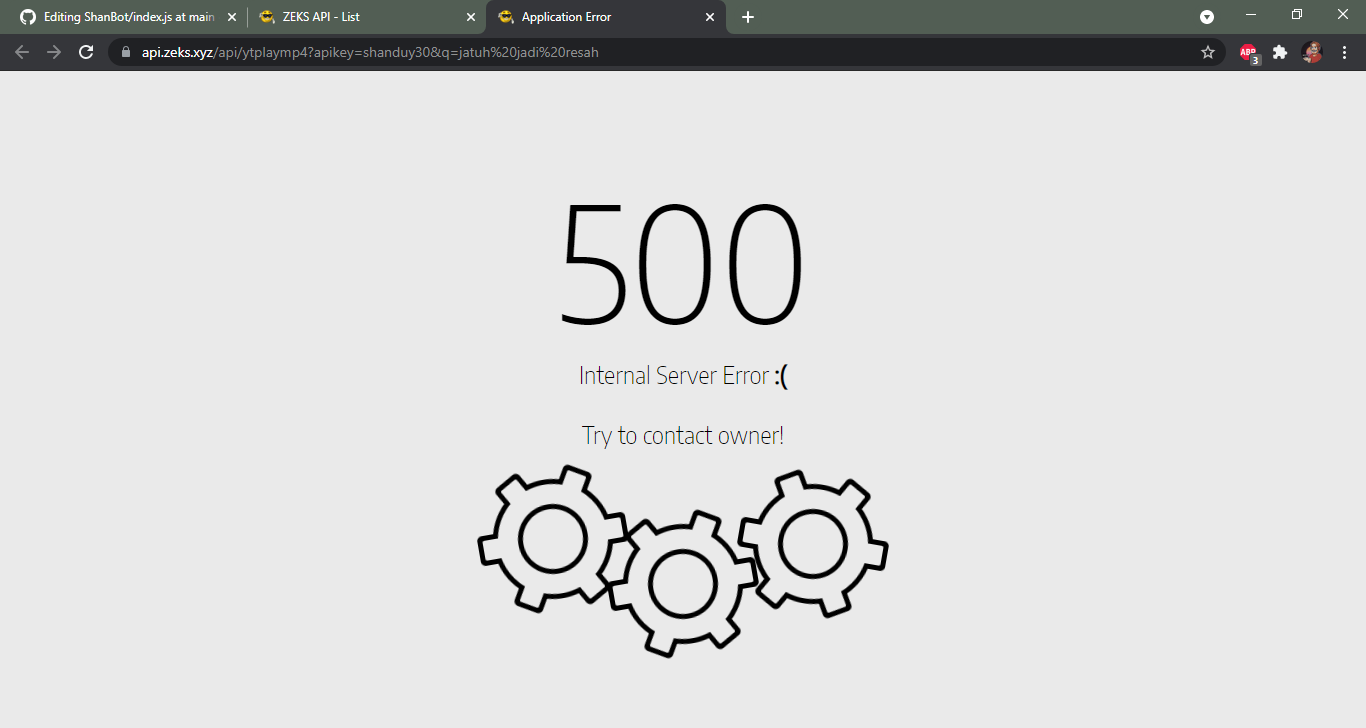 Editing ShanBot/index.js at main
ZEKS API - List
Application Error
api.zeks.xyz/api/ytplaymp4?apikey=shanduy30&q=jatuh%20jadi%20resah
ABP
3
500
Internal Server Error :(
Try to contact owner!